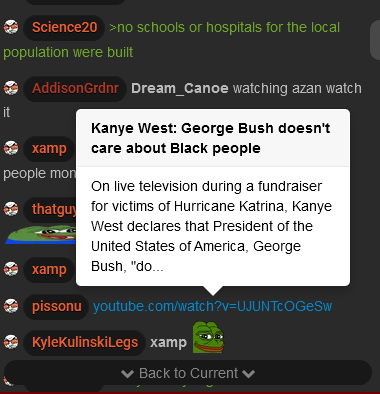 Science20 >no schools or hospitals for the local
population were built
AddisonGrdnr Dream_Canoe watching azan watch
it
Kanye West: George Bush doesn't
care about Black people
xamp
people mon
On live television during a fundraiser
for victims of Hurricane Katrina, Kanye
West declares that President of the
United States of America, George
Bush, "do...
thatguy
xamp
pissonu youtube.com/watch?v=UJUNTcOGeSw
KyleKulinskiLegs xamp
Back to Current